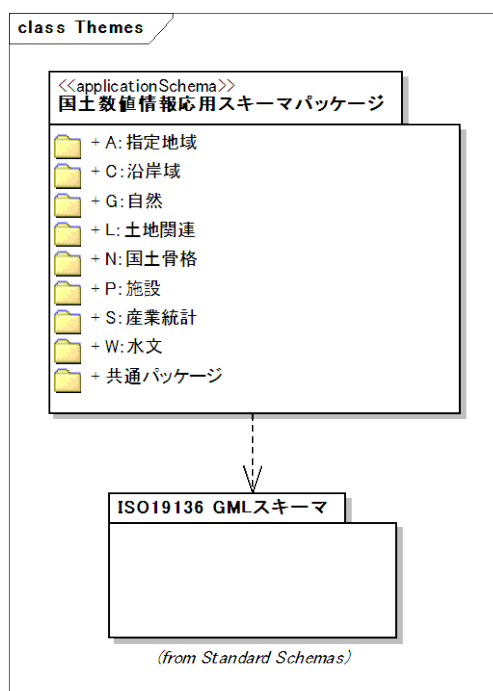 class Themes
<<applicationSchema>>
国土数値情報応用スキーマパッケージ
+ A:指定地域
+ C:沿岸域
+ G:自然
+ L:土地関連
+ N:国土骨格
+ P:施設
+ S:産業統計
+ W:水文
+ 共通パッケージ
ISO19136 GMLスキーマ
(from Standard Schemas)